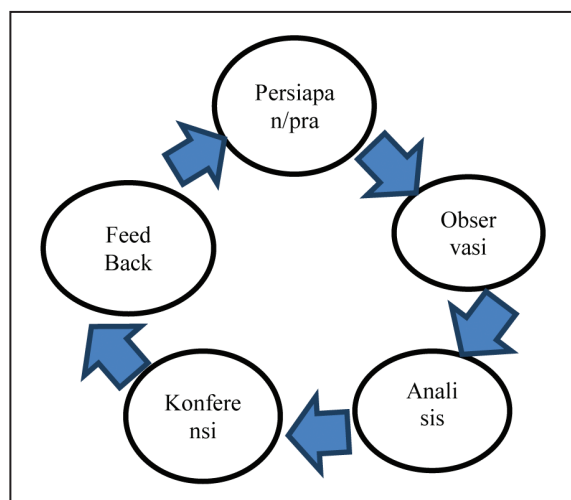 Persiapa
n/pra
Obser
vasi
Anali
sis
Konfere
nsi
Feed
Back